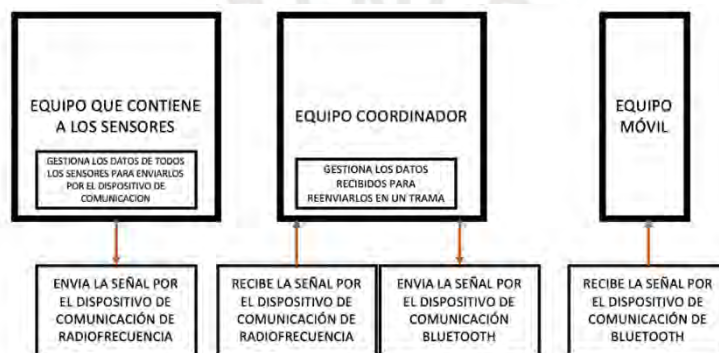 EQUIPO QUE CONTIENE
A LOS SENSORES
GESTIONA LOS DATOS DE TODOS
LOS SENSORES PARA ENVIARLOS
POR EL DISPOSITIVO DE
COMUNICACION
EQUIPO COORDINADOR
GESTIONA LOS DATOS
RECIBIDOS PARA
REENVIARLOS EN UN TRAMA
EQUIPO
MÓVIL
ENVIA LA SEÑAL POR
EL DISPOSITIVO DE
COMUNICACIÓN DE
RADIOFRECUENCIA
RECIBE LA SEÑAL POR
EL DISPOSITIVO DE
COMUNICACIÓN DE
RADIOFRECUENCIA
ENVIA LA SEÑAL POR
EL DISPOSITIVO DE
COMUNICACIÓN
BLUETOOTH
RECIBE LA SEÑAL POR
EL DISPOSITIVO DE
COMUNICACIÓN DE
BLUETOOTH